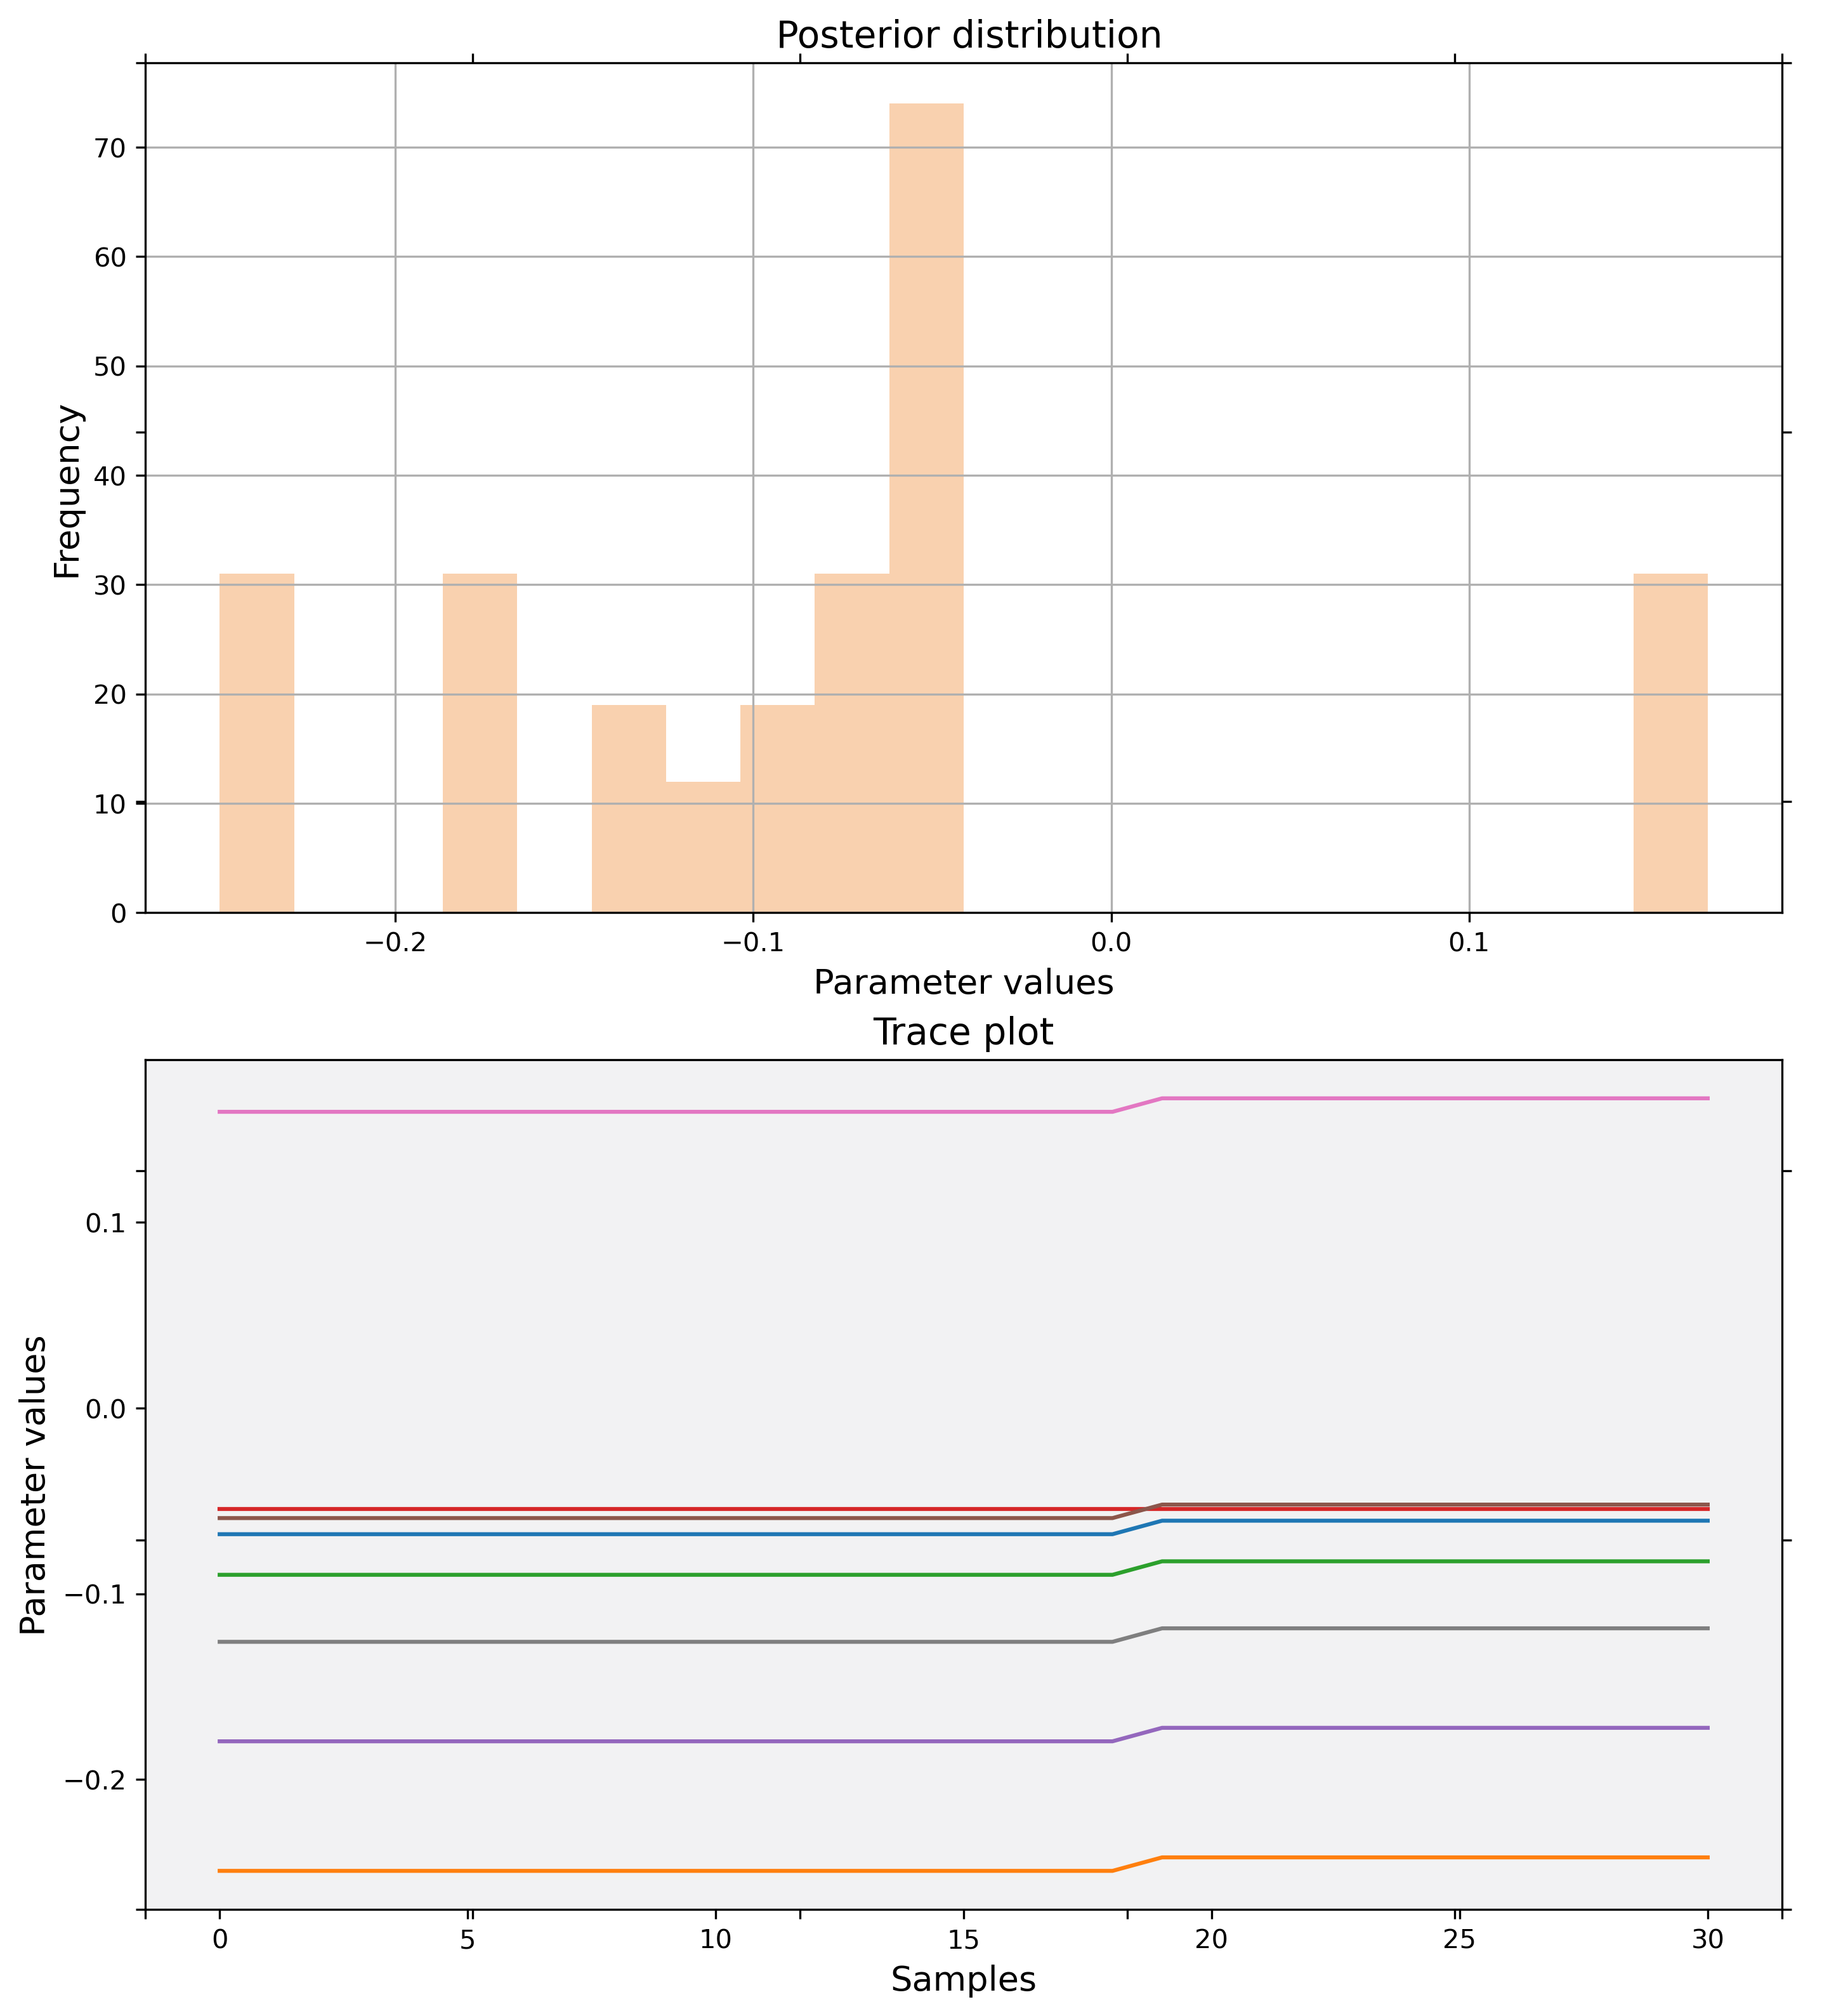 Posterior distribution
Frequency
70
60
50
40
30
20
10
0
−0.2 −0.1 0.0 0.1
Parameter values
Trace plot
Parameter values
0.1
0.0
−0.1
−0.2
0 5 10 15 20 25 30
Samples